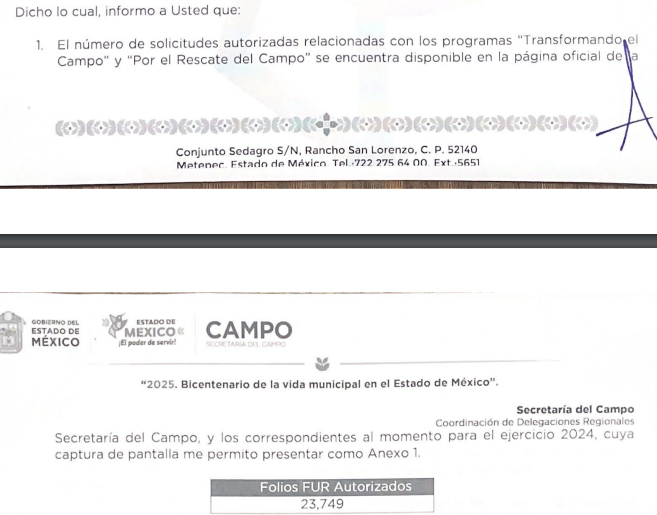 Dicho lo cual, informo a Usted que:
1. El número de solicitudes autorizadas relacionadas con los programas "Transformando el
Campo" y "Por el Rescate del Campo" se encuentra disponible en la página oficial de la
Conjunto Sedagro S/N, Rancho San Lorenzo, C. P. 52140
Metepec, Estado de México. Tel.:722 275 64 00. Ext.:5651
GOBIERNO DEL
ESTADO DE
MÉXICO
ESTADO DE
MÉXICO
¡El poder de servir!
CAMPO
SECRETARÍA DEL CAMPO
"2025. Bicentenario de la vida municipal en el Estado de México".
Secretaría del Campo
Coordinación de Delegaciones Regionales
Secretaría del Campo, y los correspondientes al momento para el ejercicio 2024, cuya
captura de pantalla me permito presentar como Anexo 1.
Folios FUR Autorizados
23,749